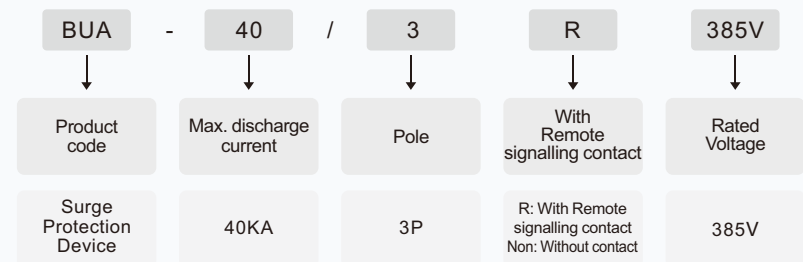 BUA - 40 / 3 R 385V
Product
code
Max. discharge
current
Pole
With
Remote
signalling contact
Rated
Voltage
Surge
Protection
Device
40KA
3P
R: With Remote
signalling contact
Non: Without contact
385V